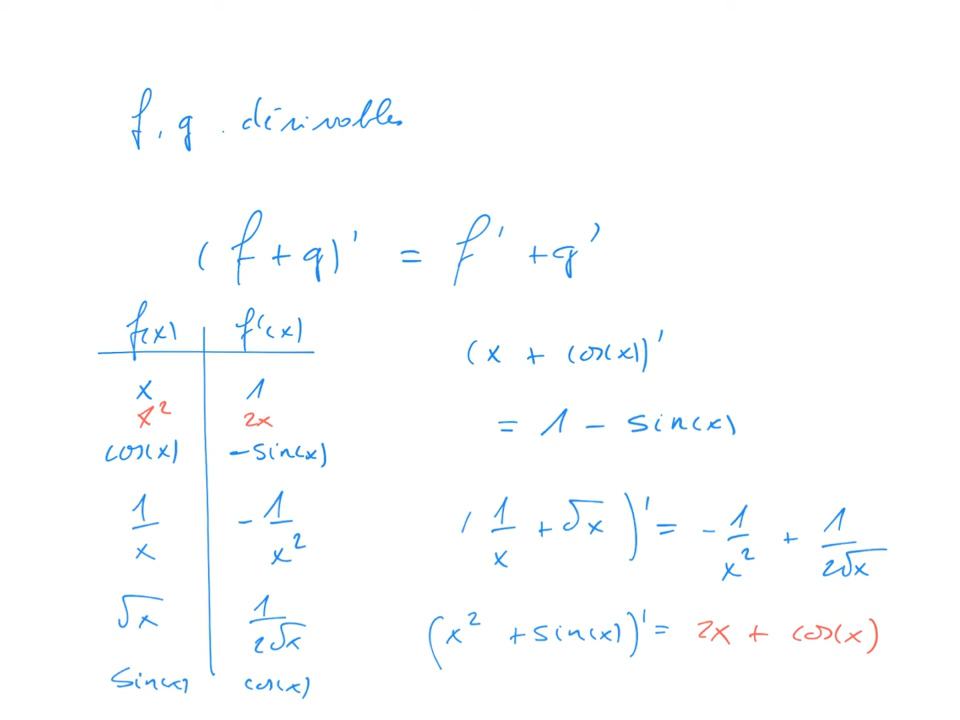 f, g dérivables
(f + g)' = f' + g'
f(x) | f'(x)
x | 1
x² | 2x
cos(x) | -sin(x)
1/x | -1/x²
√x | 1/(2√x)
sin(x) | cos(x)
(x + cos(x))'
= 1 - sin(x)
(1/x + √x)' = -1/x² + 1/(2√x)
(x² + sin(x))' = 2x + cos(x)